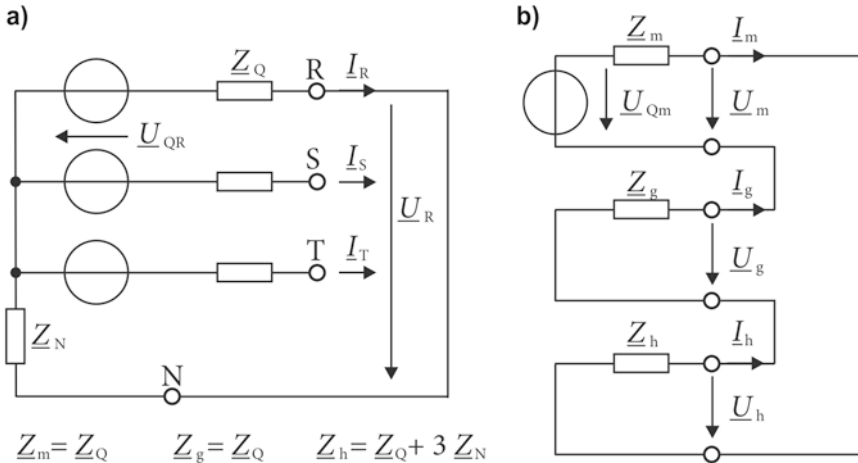 a)
Z_Q R I_R
U_QR
S I_S
U_R
T I_T
Z_N
N
Z_m = Z_Q Z_g = Z_Q Z_h = Z_Q + 3 Z_N
b)
Z_m I_m
U_Qm U_m
Z_g I_g
U_g
Z_h I_h
U_h